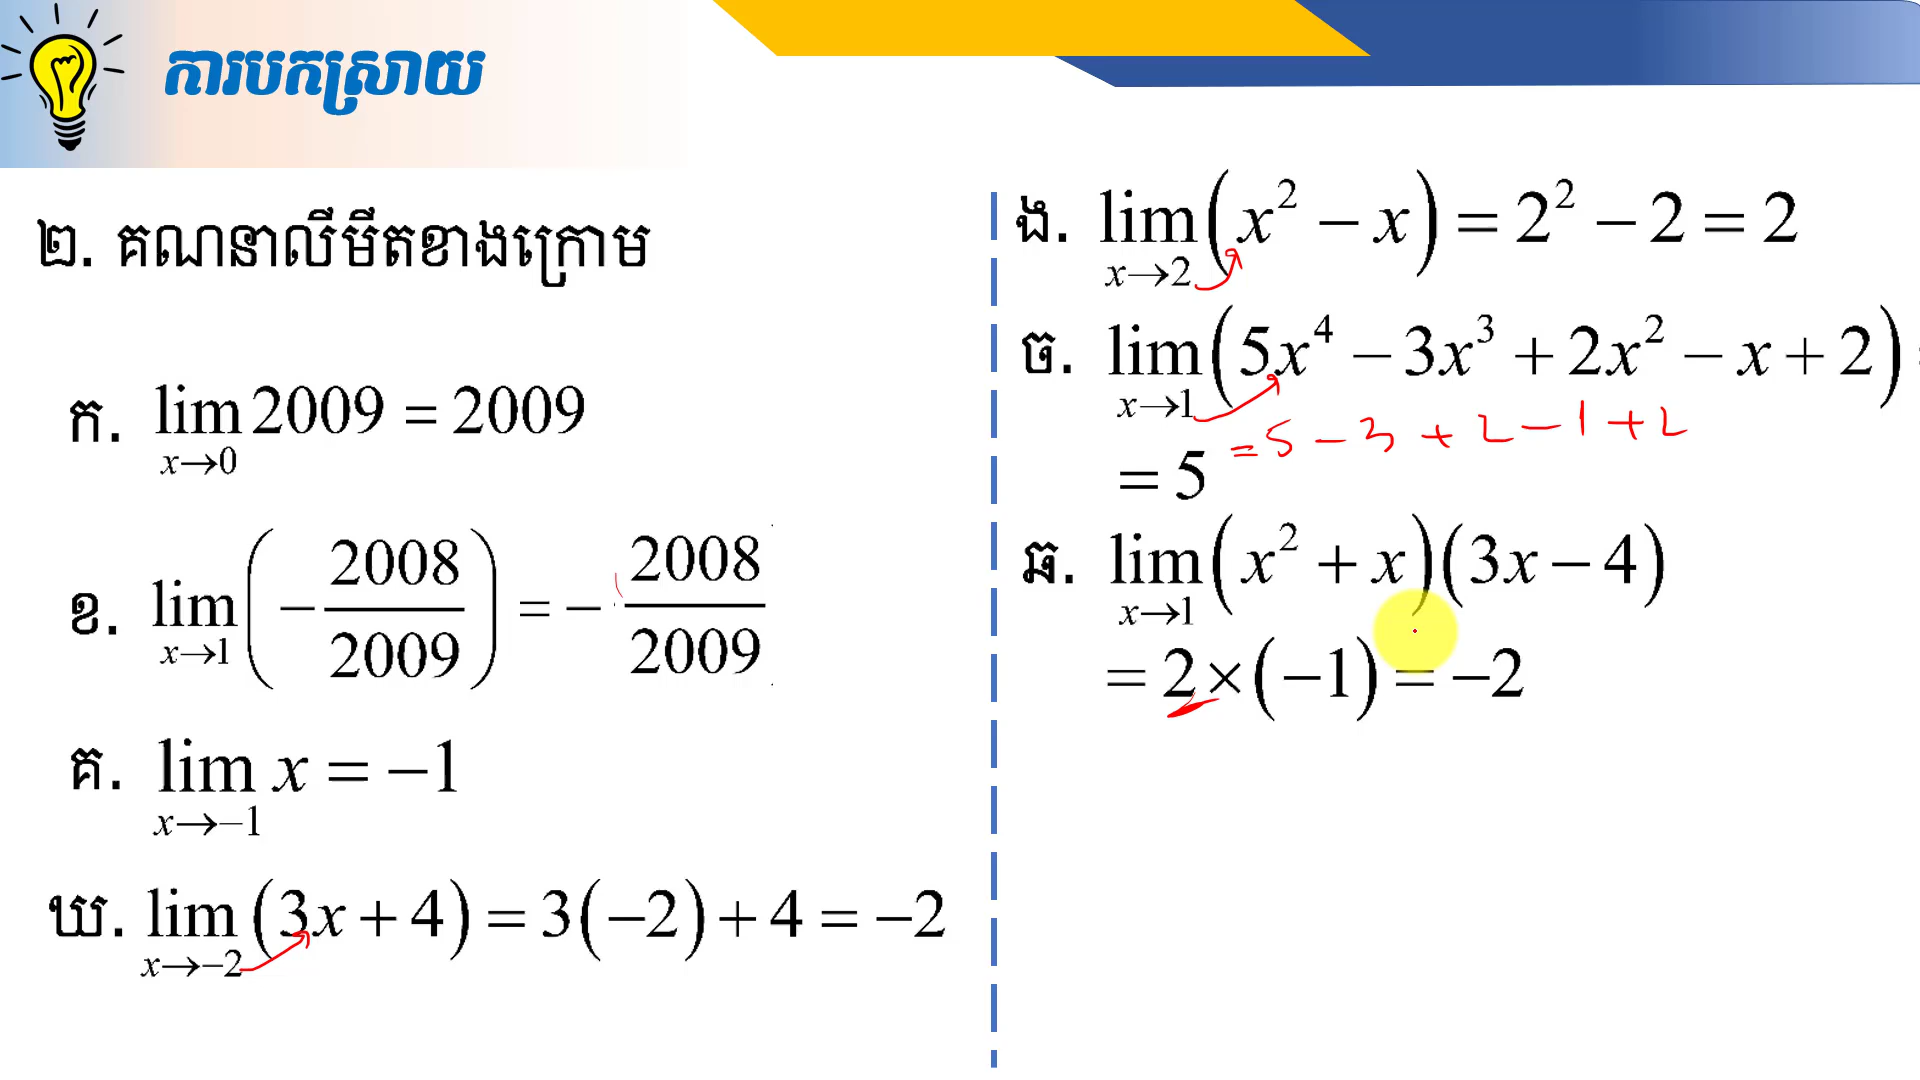 ការបកស្រាយ
២. គណនាលីមីតខាងក្រោម
ក. lim x→0 2009 = 2009
ខ. lim x→1 (− 2008/2009) = − 2008/2009
គ. lim x→−1 x = −1
ឃ. lim x→−2 (3x + 4) = 3(−2) + 4 = −2
ង. lim x→2 (x² − x) = 2² − 2 = 2
ច. lim x→1 (5x⁴ − 3x³ + 2x² − x + 2) =
= 5 − 3 + 2 − 1 + 2
= 5
ឆ. lim x→1 (x² + x)(3x − 4)
= 2 × (−1) = −2